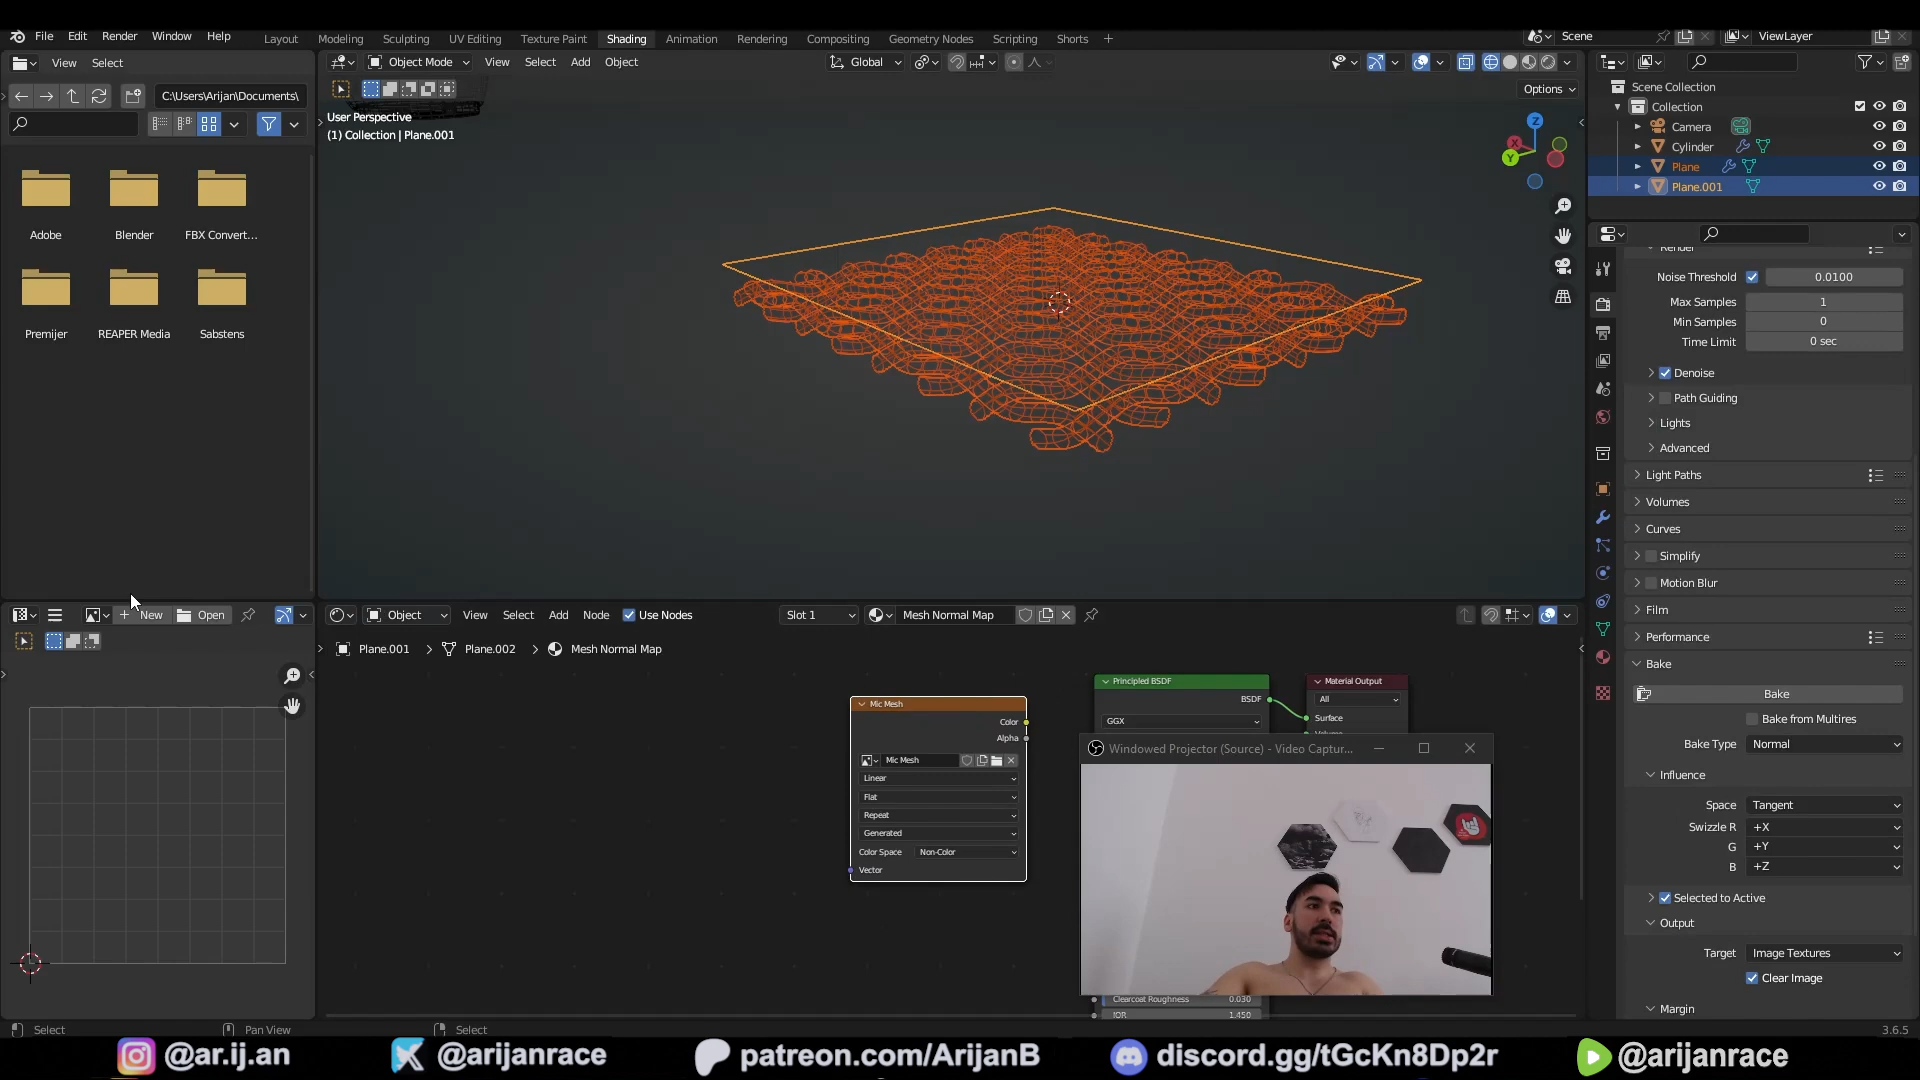 File Edit Render Window Help
Layout Modeling Sculpting UV Editing Texture Paint Shading Animation Rendering Compositing Geometry Nodes Scripting Shorts +
Scene
ViewLayer
View Select
Object Mode View Select Add Object
Global
Options
C:\Users\Arijan\Documents\
Adobe Blender FBX Convert...
Premijer REAPER Media Sabstens
User Perspective
(1) Collection | Plane.001
Z
X
Y
Scene Collection
Collection
Camera
Cylinder
Plane
Plane.001
Render
Noise Threshold 0.0100
Max Samples 1
Min Samples 0
Time Limit 0 sec
Denoise
Path Guiding
Lights
Advanced
Light Paths
Volumes
Curves
Simplify
Motion Blur
Film
Performance
Bake
Bake
Bake from Multires
Bake Type Normal
Influence
Space Tangent
Swizzle R +X
G +Y
B +Z
Selected to Active
Output
Target Image Textures
Clear Image
Margin
+ New Open
Object View Select Add Node Use Nodes Slot 1 Mesh Normal Map
Plane.001 > Plane.002 > Mesh Normal Map
Mic Mesh
Color
Alpha
Mic Mesh
Linear
Flat
Repeat
Generated
Color Space Non-Color
Vector
Principled BSDF
BSDF
GGX
Material Output
All
Surface
Windowed Projector (Source) - Video Captur...
Clearcoat Roughness 0.030
IOR 1.450
Select Pan View Select
3.6.5
@ar.ij.an @arijanrace patreon.com/ArijanB discord.gg/tGcKn8Dp2r @arijanrace